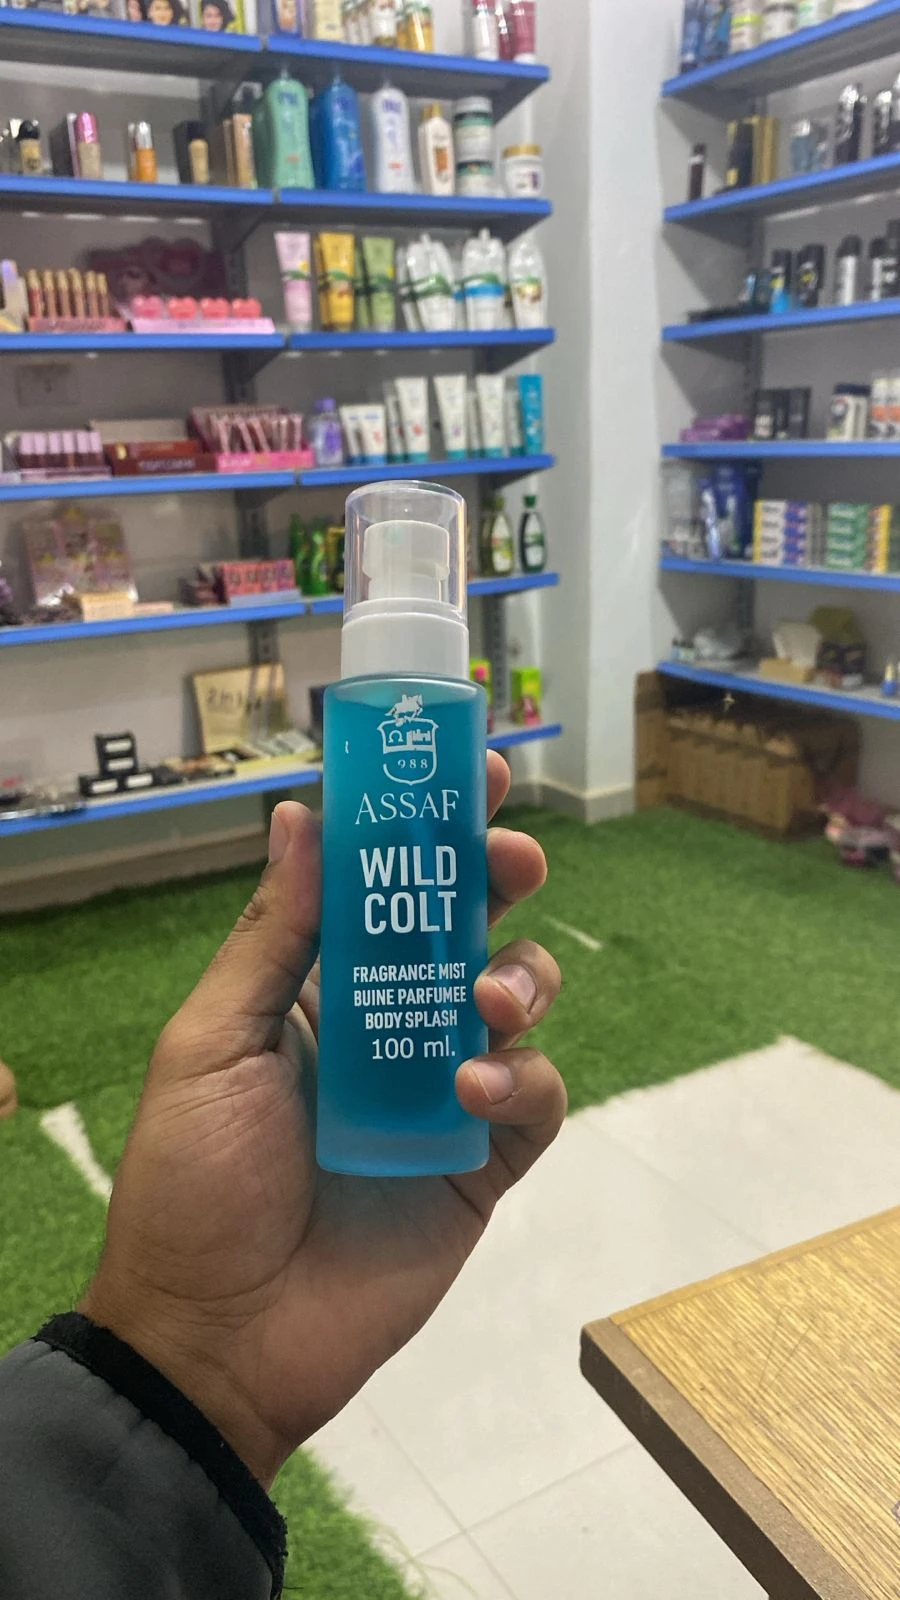 988
ASSAF
WILD
COLT
FRAGRANCE MIST
BUINE PARFUMEE
BODY SPLASH
100 ml.